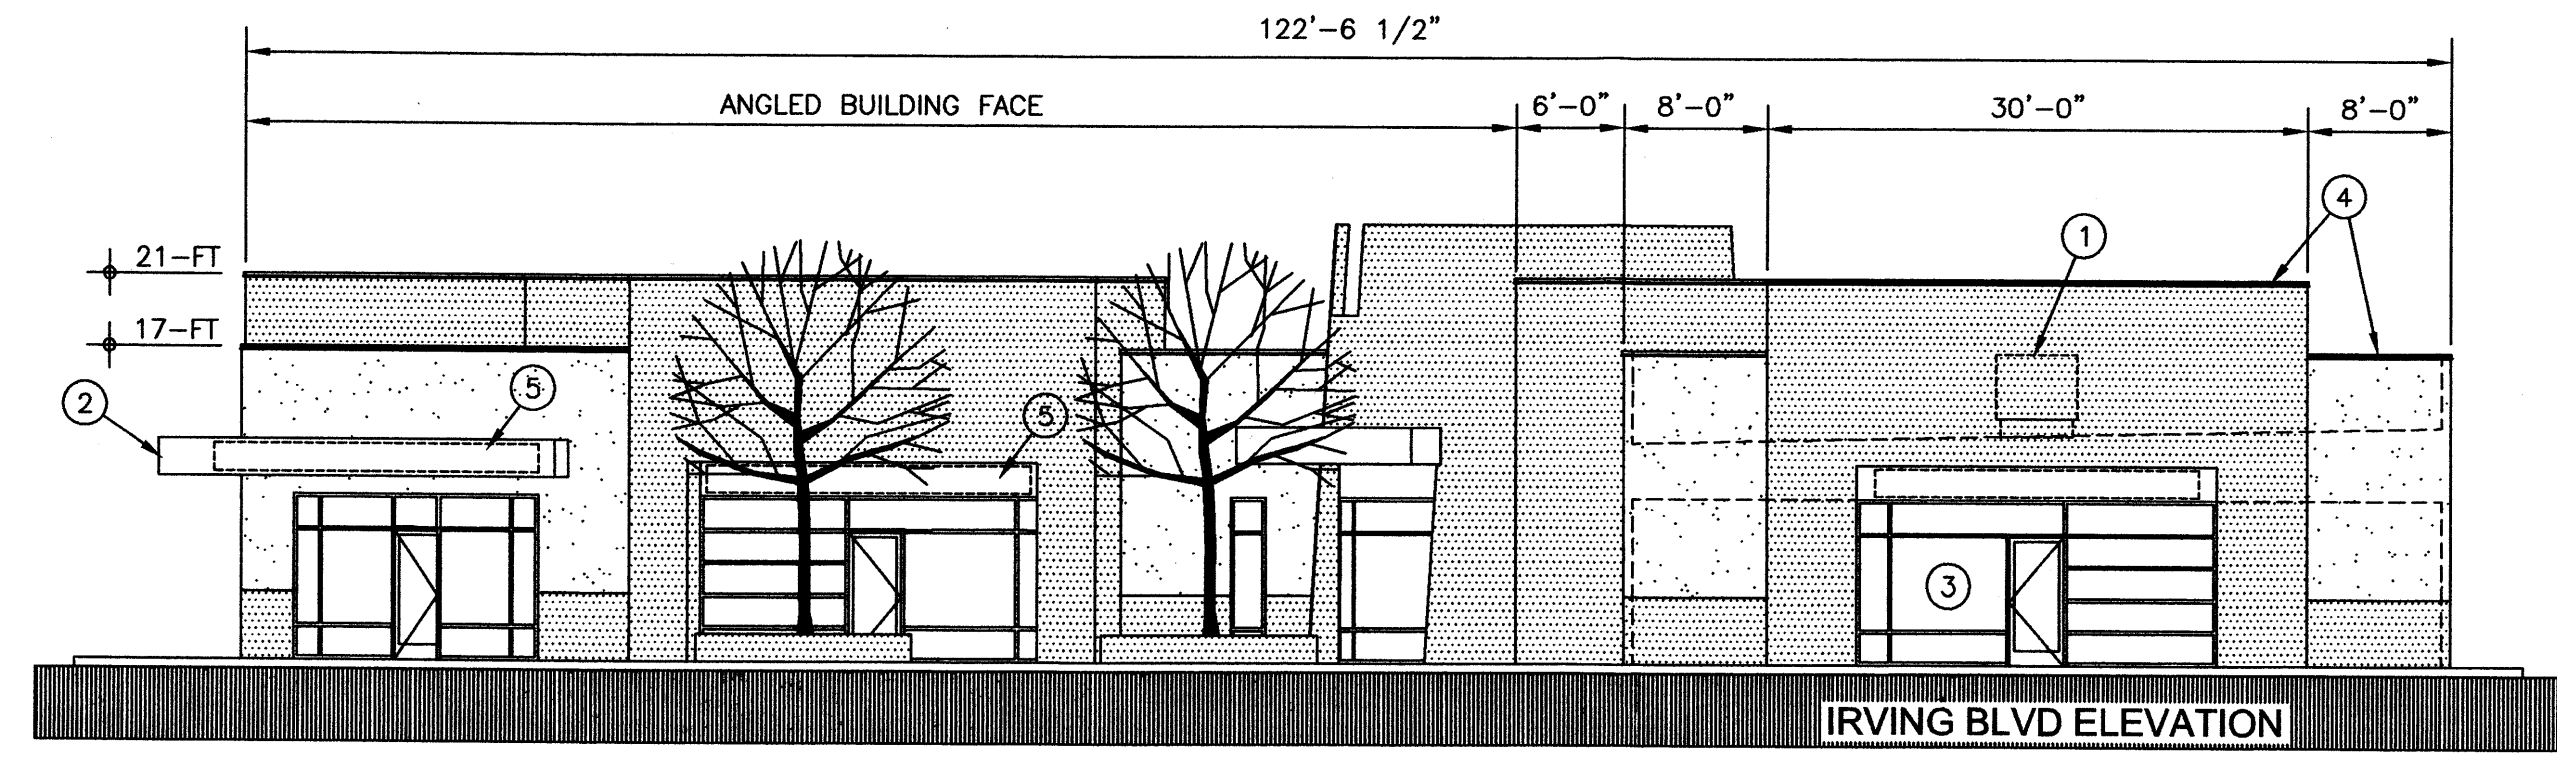 122'-6 1/2"
ANGLED BUILDING FACE
6'-0"
8'-0"
30'-0"
8'-0"
4
1
21-FT
17-FT
2
5
5
3
IRVING BLVD ELEVATION